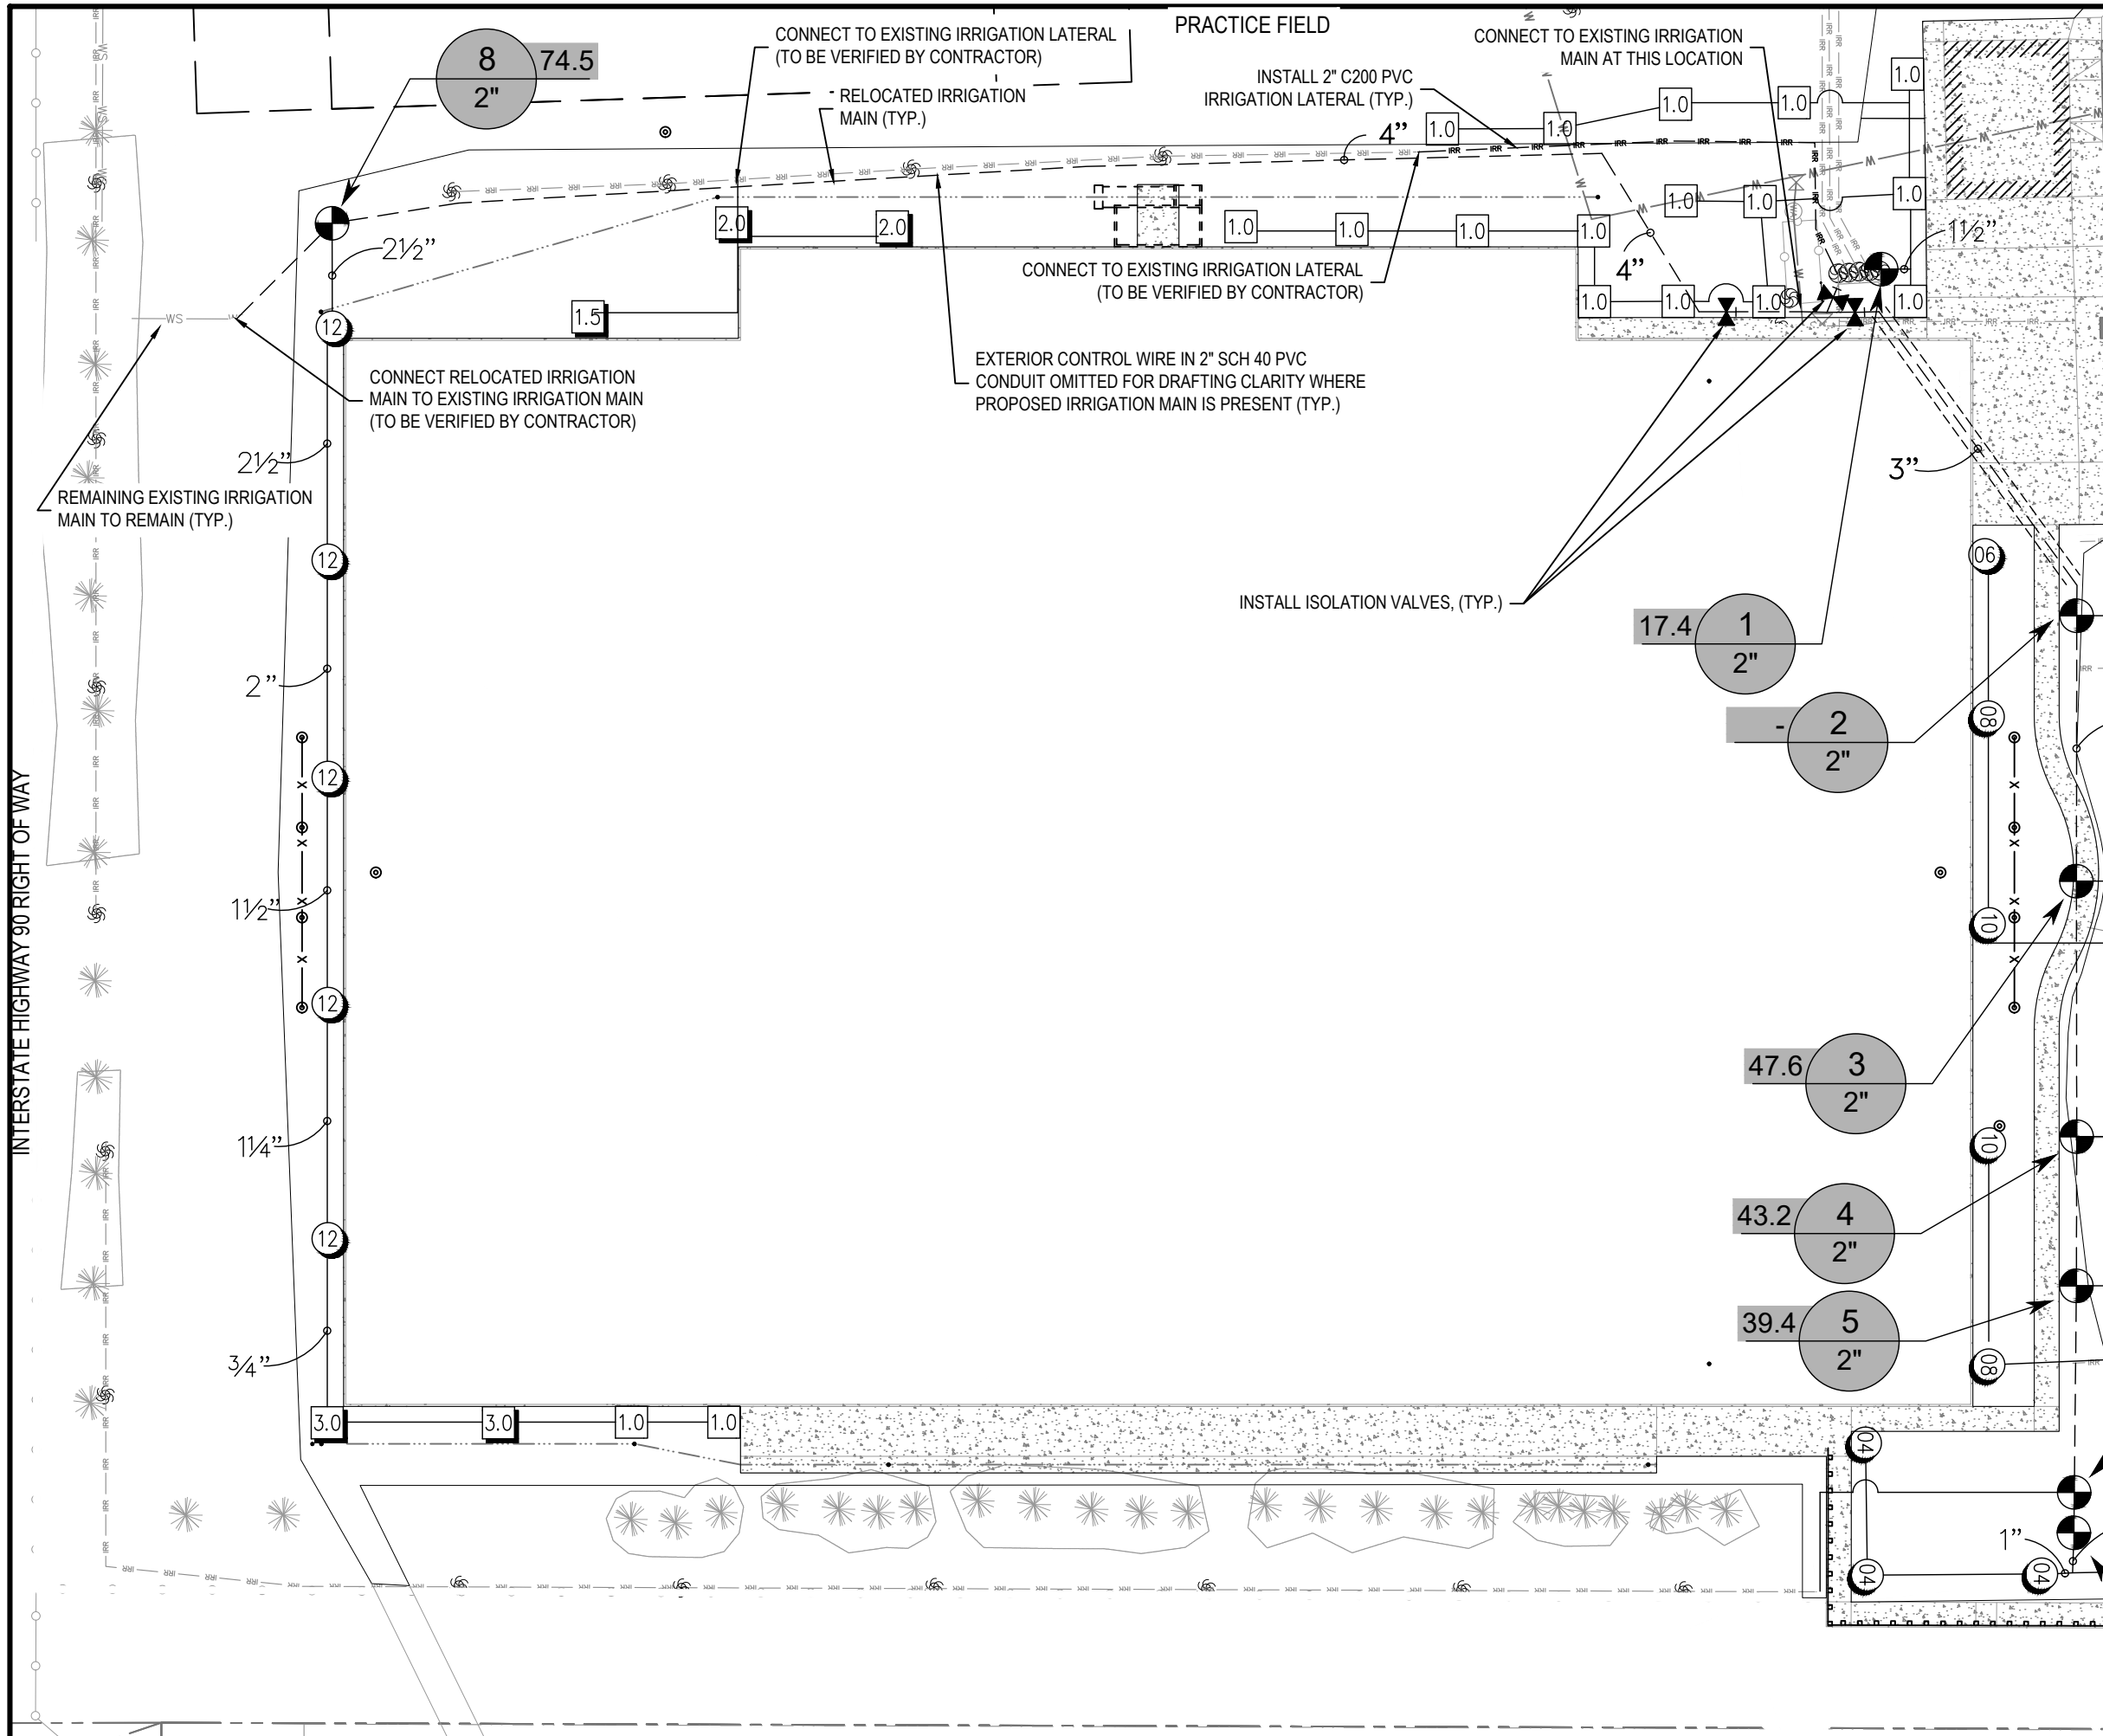 PRACTICE FIELD
8
2"
74.5
CONNECT TO EXISTING IRRIGATION LATERAL
(TO BE VERIFIED BY CONTRACTOR)
RELOCATED IRRIGATION
MAIN (TYP.)
INSTALL 2" C200 PVC
IRRIGATION LATERAL (TYP.)
CONNECT TO EXISTING IRRIGATION
MAIN AT THIS LOCATION
1.0
1.0
1.0
1.0
1.0
4”
2½”
2.0
2.0
1.0
1.0
1.0
1.0
1.0
1.0
1.0
1½”
4”
CONNECT TO EXISTING IRRIGATION LATERAL
(TO BE VERIFIED BY CONTRACTOR)
1.0
1.0
1.0
1.0
WS
12
1.5
EXTERIOR CONTROL WIRE IN 2" SCH 40 PVC
CONDUIT OMITTED FOR DRAFTING CLARITY WHERE
PROPOSED IRRIGATION MAIN IS PRESENT (TYP.)
CONNECT RELOCATED IRRIGATION
MAIN TO EXISTING IRRIGATION MAIN
(TO BE VERIFIED BY CONTRACTOR)
2½”
3”
REMAINING EXISTING IRRIGATION
MAIN TO REMAIN (TYP.)
12
06
INSTALL ISOLATION VALVES, (TYP.)
17.4
1
2"
2”
-
2
2"
08
12
INTERSTATE HIGHWAY 90 RIGHT OF WAY
1½”
10
12
47.6
3
2"
1¼”
10
12
43.2
4
2"
39.4
5
2"
¾”
08
3.0
3.0
1.0
1.0
04
1”
04
04
IRR